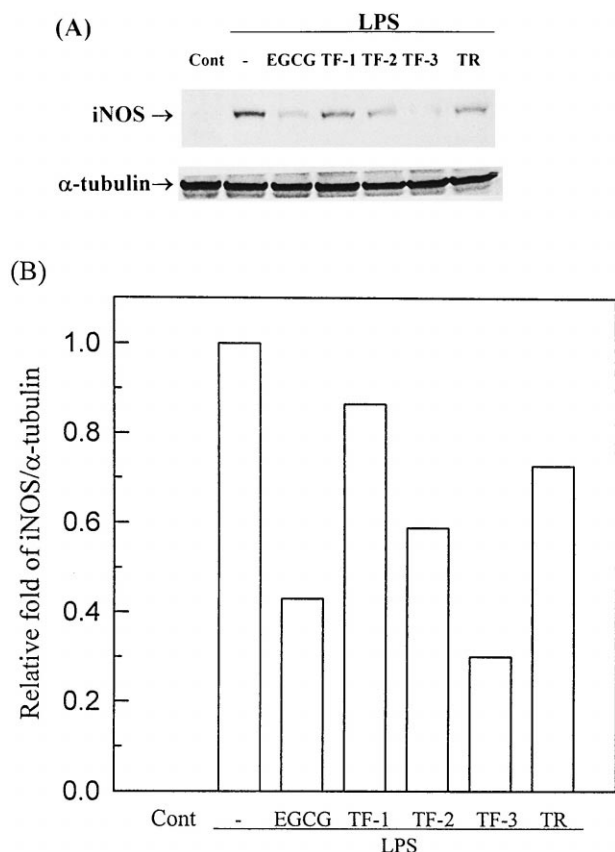 (A)
LPS
Cont - EGCG TF-1 TF-2 TF-3 TR
iNOS →
α-tubulin→
(B)
Relative fold of iNOS/α-tubulin
1.0
0.8
0.6
0.4
0.2
0.0
Cont - EGCG TF-1 TF-2 TF-3 TR
LPS